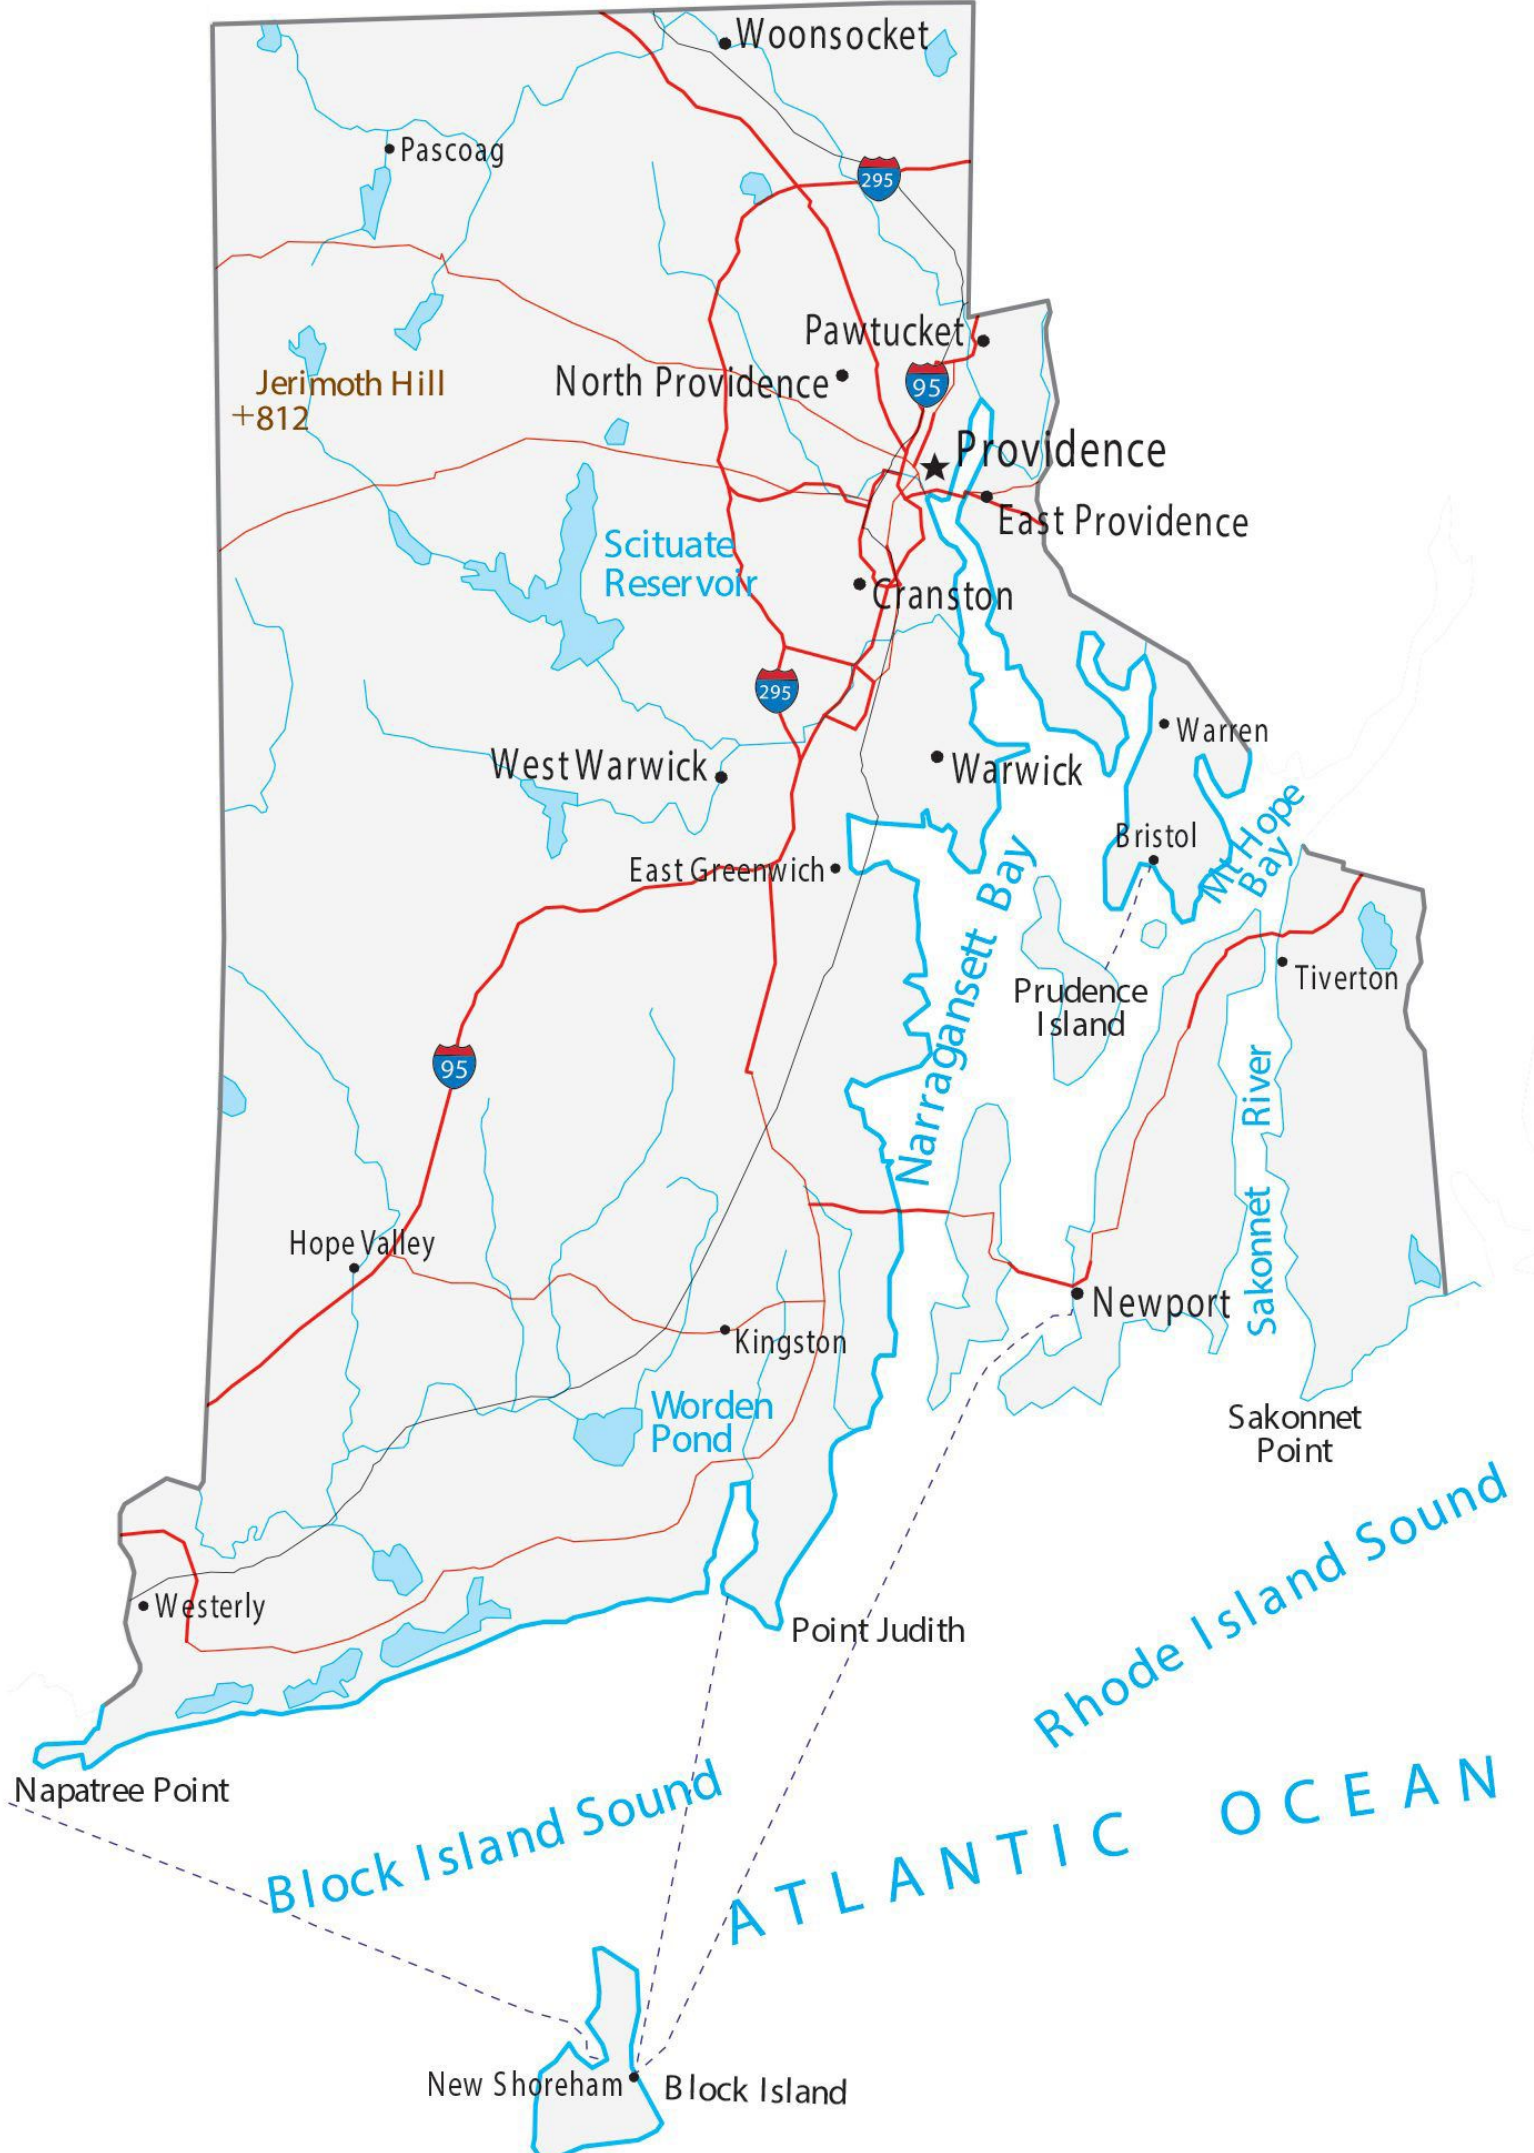 Woonsocket
Pascoag
295
Pawtucket
North Providence
95
Jerimoth Hill
+812
Providence
East Providence
Scituate
Reservoir
Cranston
295
Warren
West Warwick
Warwick
Mt Hope
Bay
Bristol
East Greenwich
Narragansett Bay
Tiverton
Prudence
Island
95
Sakonnet River
Hope Valley
Newport
Kingston
Worden
Pond
Sakonnet
Point
Westerly
Point Judith
Rhode Island Sound
Napatree Point
Block Island Sound
ATLANTIC OCEAN
New Shoreham
Block Island